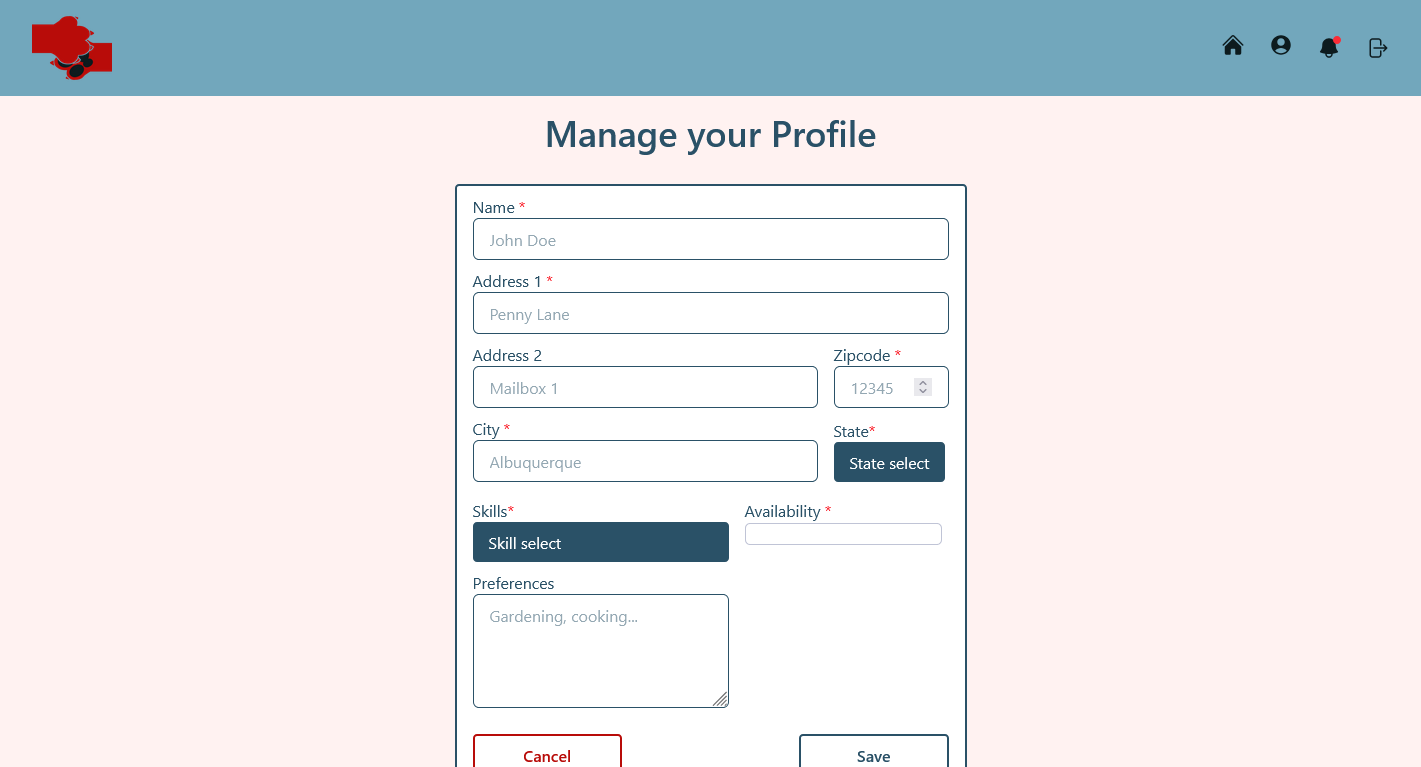 Manage your Profile
Name *
John Doe
Address 1 *
Penny Lane
Address 2
Zipcode *
Mailbox 1
12345
City *
State*
Albuquerque
State select
Skills*
Availability *
Skill select
Preferences
Gardening, cooking...
Cancel
Save